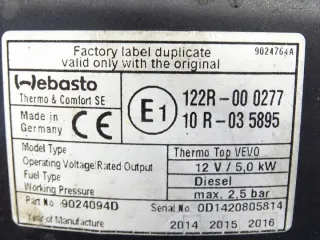 Factory label duplicate
valid only with the original
9024764A
Webasto
Thermo & Comfort SE
Made in
Germany
CE
E1
122R-00 0277
10 R-03 5895
Model Type Thermo Top VEVO
Operating Voltage/Rated Output 12 V / 5,0 kW
Fuel Type Diesel
Working Pressure max. 2,5 bar
Part No 9024094D Serial No. 0D1420805814
Year of Manufacture 2014 2015 2016